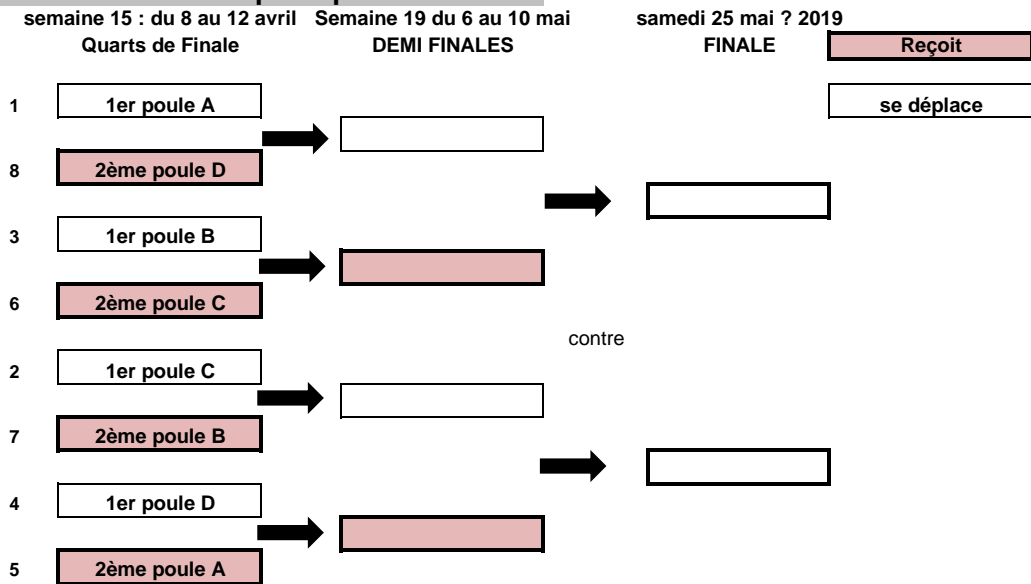 semaine 15 : du 8 au 12 avril Semaine 19 du 6 au 10 mai samedi 25 mai ? 2019
Quarts de Finale DEMI FINALES FINALE Reçoit
1 1er poule A se déplace
8 2ème poule D
3 1er poule B
6 2ème poule C
contre
2 1er poule C
7 2ème poule B
4 1er poule D
5 2ème poule A